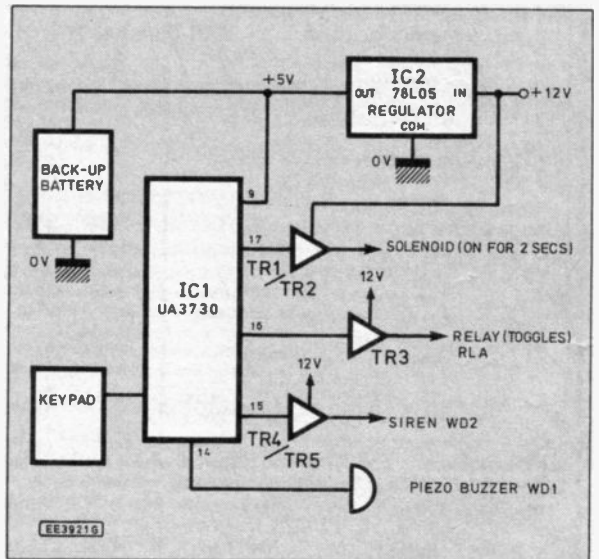 +5V
IC2
OUT 78L05 IN
REGULATOR
COM
+12V
0V
BACK-UP
BATTERY
0V
9
17
TR1
TR2
SOLENOID (ON FOR 2 SECS)
IC1
UA3730
12V
16
TR3
RELAY (TOGGLES)
RLA
KEYPAD
12V
15
TR4
TR5
SIREN WD2
14
PIEZO BUZZER WD1
EE3921G